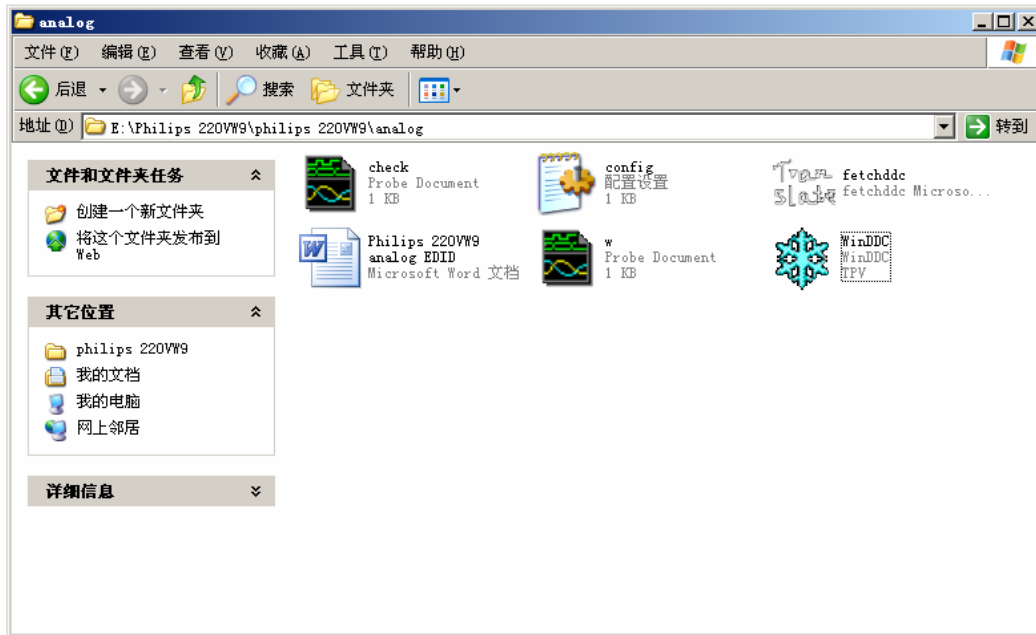 analog
文件(F) 编辑(E) 查看(V) 收藏(A) 工具(T) 帮助(H)
后退 搜索 文件夹
地址(D) E:\Philips 220VW9\philips 220VW9\analog 转到
文件和文件夹任务
创建一个新文件夹
将这个文件夹发布到
Web
其它位置
philips 220VW9
我的文档
我的电脑
网上邻居
详细信息
check
Probe Document
1 KB
config
配置设置
1 KB
Tran
Slate
fetchddc
fetchddc Microso...
Philips 220VW9
analog EDID
Microsoft Word 文档
w
Probe Document
1 KB
WinDDC
WinDDC
TPV